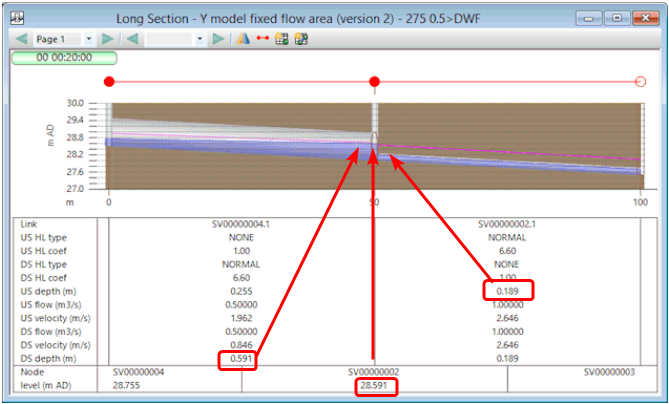 Long Section - Y model fixed flow area (version 2) - 275 0.5>DWF
Page 1
00 00:20:00
30.0
29.4
28.8
28.2
27.6
27.0
m AD
m 0 50 100
Link SV00000004.1 SV00000002.1
US HL type NONE NORMAL
US HL coef 1.00 6.60
DS HL type NORMAL NONE
DS HL coef 6.60 1.00
US depth (m) 0.255 0.189
US flow (m3/s) 0.50000 1.00000
US velocity (m/s) 1.962 2.646
DS flow (m3/s) 0.50000 1.00000
DS velocity (m/s) 0.846 2.646
DS depth (m) 0.591 0.189
Node SV00000004 SV00000002 SV00000003
level (m AD) 28.755 28.591